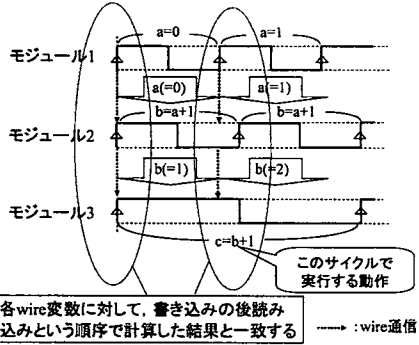 a=0
a=1
モジュール1
a(=0)
a(=1)
b=a+1
b=a+1
モジュール2
b(=1)
b(=2)
モジュール3
c=b+1
このサイクルで
実行する動作
各wire変数に対して，書き込みの後読み
込みという順序で計算した結果と一致する
:wire通信